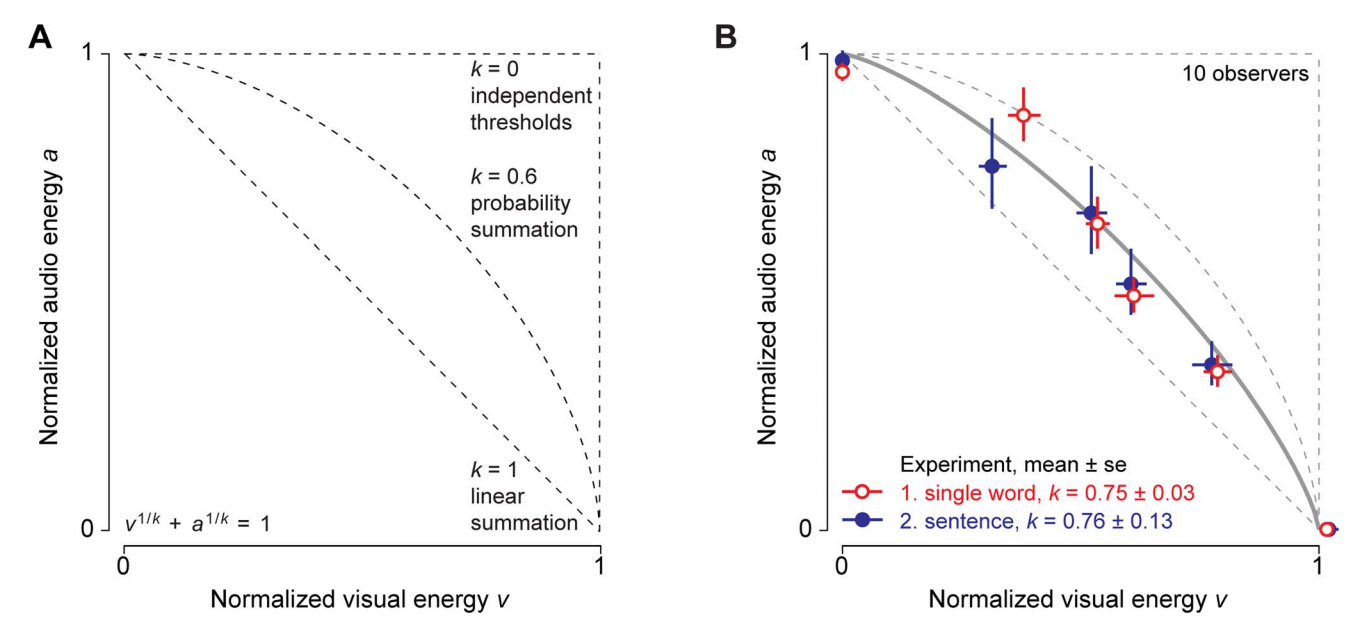 A
1
k = 0
independent
thresholds
k = 0.6
probability
summation
k = 1
linear
summation
v^1/k + a^1/k = 1
0
0
1
Normalized audio energy a
Normalized visual energy v
B
1
10 observers
Experiment, mean ± se
1. single word, k = 0.75 ± 0.03
2. sentence, k = 0.76 ± 0.13
0
0
1
Normalized audio energy a
Normalized visual energy v